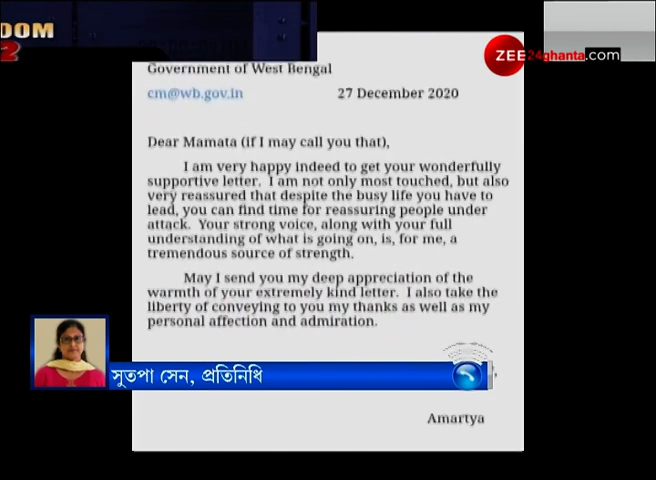 DOM
2
ZEE24ghanta.com
Government of West Bengal
cm@wb.gov.in 27 December 2020
Dear Mamata (if I may call you that),
I am very happy indeed to get your wonderfully
supportive letter. I am not only most touched, but also
very reassured that despite the busy life you have to
lead, you can find time for reassuring people under
attack. Your strong voice, along with your full
understanding of what is going on, is, for me, a
tremendous source of strength.
May I send you my deep appreciation of the
warmth of your extremely kind letter. I also take the
liberty of conveying to you my thanks as well as my
personal affection and admiration.
সুতপা সেন, প্রতিনিধি
Amartya